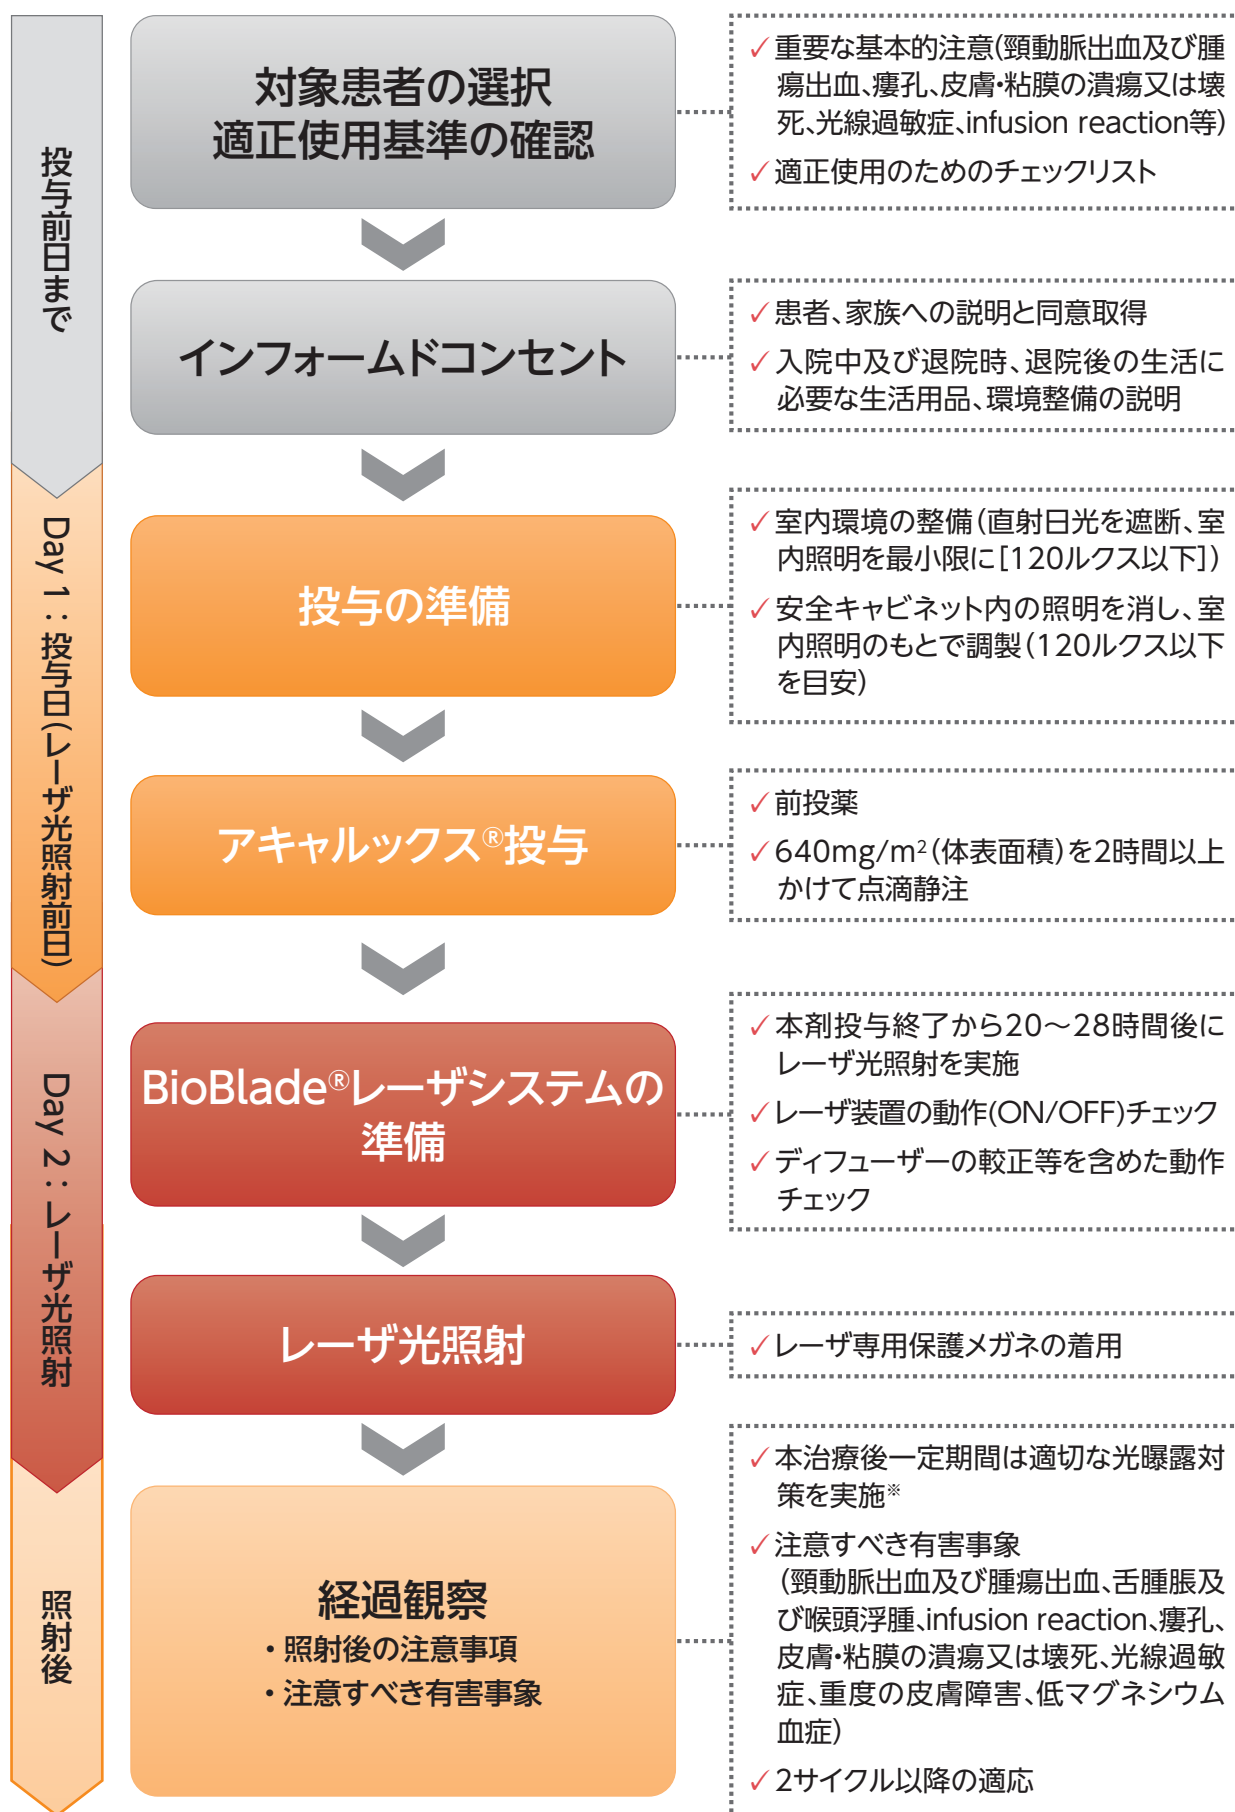 投与前日まで
対象患者の選択
適正使用基準の確認
✓重要な基本的注意(頸動脈出血及び腫
瘍出血、瘻孔、皮膚・粘膜の潰瘍又は壊
死、光線過敏症、infusion reaction等)
✓適正使用のためのチェックリスト
インフォームドコンセント
✓患者、家族への説明と同意取得
✓入院中及び退院時、退院後の生活に
必要な生活用品、環境整備の説明
Day 1：投与日(レーザ光照射前日)
投与の準備
✓室内環境の整備(直射日光を遮断、室
内照明を最小限に[120ルクス以下])
✓安全キャビネット内の照明を消し、室
内照明のもとで調製(120ルクス以下
を目安)
アキャルックス®投与
✓前投薬
✓640mg/m²(体表面積)を2時間以上
かけて点滴静注
Day 2：レーザ光照射
BioBlade®レーザシステムの
準備
✓本剤投与終了から20〜28時間後に
レーザ光照射を実施
✓レーザ装置の動作(ON/OFF)チェック
✓ディフューザーの較正等を含めた動作
チェック
レーザ光照射
✓レーザ専用保護メガネの着用
照射後
経過観察
・照射後の注意事項
・注意すべき有害事象
✓本治療後一定期間は適切な光曝露対
策を実施※
✓注意すべき有害事象
(頸動脈出血及び腫瘍出血、舌腫脹及
び喉頭浮腫、infusion reaction、瘻孔、
皮膚・粘膜の潰瘍又は壊死、光線過敏
症、重度の皮膚障害、低マグネシウム
血症)
✓2サイクル以降の適応